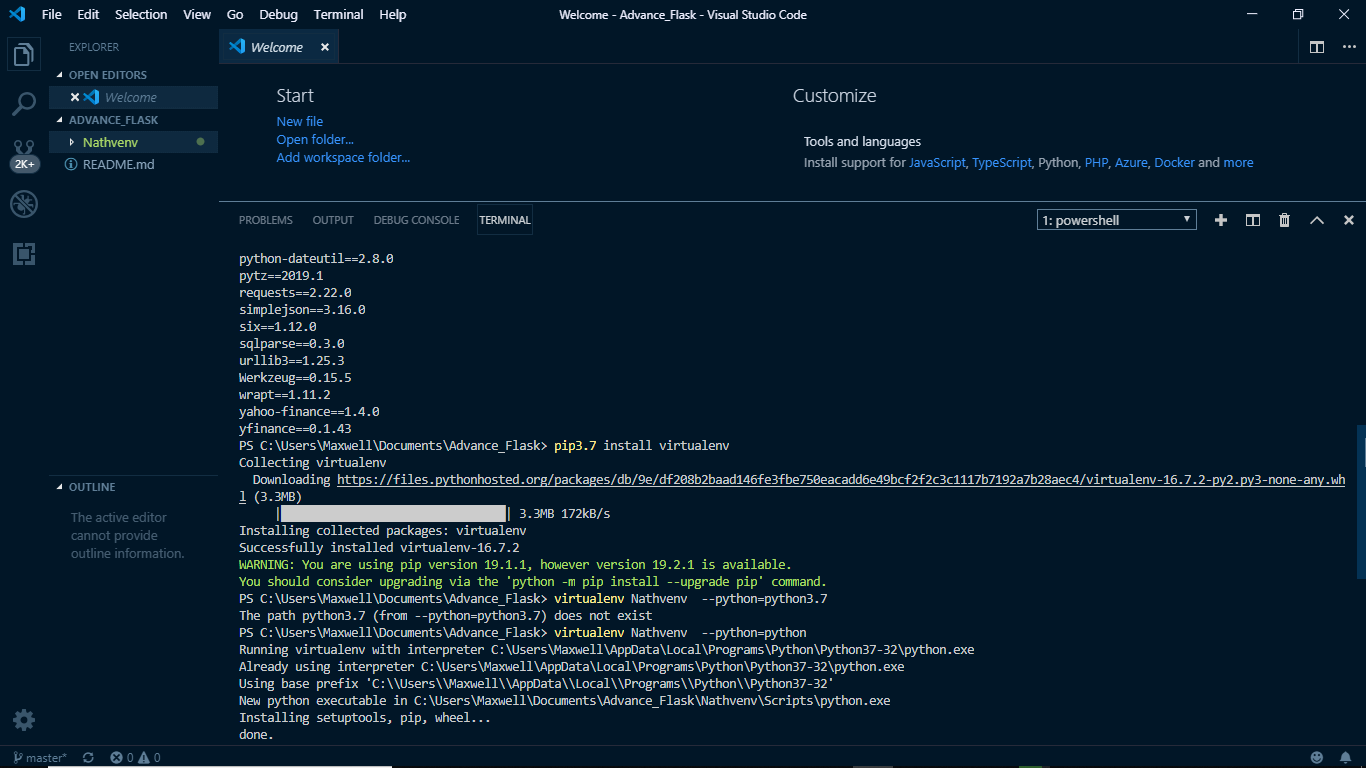 File Edit Selection View Go Debug Terminal Help
Welcome - Advance_Flask - Visual Studio Code
EXPLORER
OPEN EDITORS
Welcome
ADVANCE_FLASK
Nathvenv
README.md
2K+
OUTLINE
The active editor
cannot provide
outline information.
Welcome
Start
New file
Open folder...
Add workspace folder...
Customize
Tools and languages
Install support for JavaScript, TypeScript, Python, PHP, Azure, Docker and more
PROBLEMS OUTPUT DEBUG CONSOLE TERMINAL
1: powershell
python-dateutil==2.8.0
pytz==2019.1
requests==2.22.0
simplejson==3.16.0
six==1.12.0
sqlparse==0.3.0
urllib3==1.25.3
Werkzeug==0.15.5
wrapt==1.11.2
yahoo-finance==1.4.0
yfinance==0.1.43
PS C:\Users\Maxwell\Documents\Advance_Flask> pip3.7 install virtualenv
Collecting virtualenv
  Downloading https://files.pythonhosted.org/packages/db/9e/df208b2baad146fe3fbe750eacadd6e49bcf2f2c3c1117b7192a7b28aec4/virtualenv-16.7.2-py2.py3-none-any.wh
l (3.3MB)
     |████████████████████████████████| 3.3MB 172kB/s
Installing collected packages: virtualenv
Successfully installed virtualenv-16.7.2
WARNING: You are using pip version 19.1.1, however version 19.2.1 is available.
You should consider upgrading via the 'python -m pip install --upgrade pip' command.
PS C:\Users\Maxwell\Documents\Advance_Flask> virtualenv Nathvenv  --python=python3.7
The path python3.7 (from --python=python3.7) does not exist
PS C:\Users\Maxwell\Documents\Advance_Flask> virtualenv Nathvenv  --python=python
Running virtualenv with interpreter C:\Users\Maxwell\AppData\Local\Programs\Python\Python37-32\python.exe
Already using interpreter C:\Users\Maxwell\AppData\Local\Programs\Python\Python37-32\python.exe
Using base prefix 'C:\\Users\\Maxwell\\AppData\\Local\\Programs\\Python\\Python37-32'
New python executable in C:\Users\Maxwell\Documents\Advance_Flask\Nathvenv\Scripts\python.exe
Installing setuptools, pip, wheel...
done.
master* 0 0